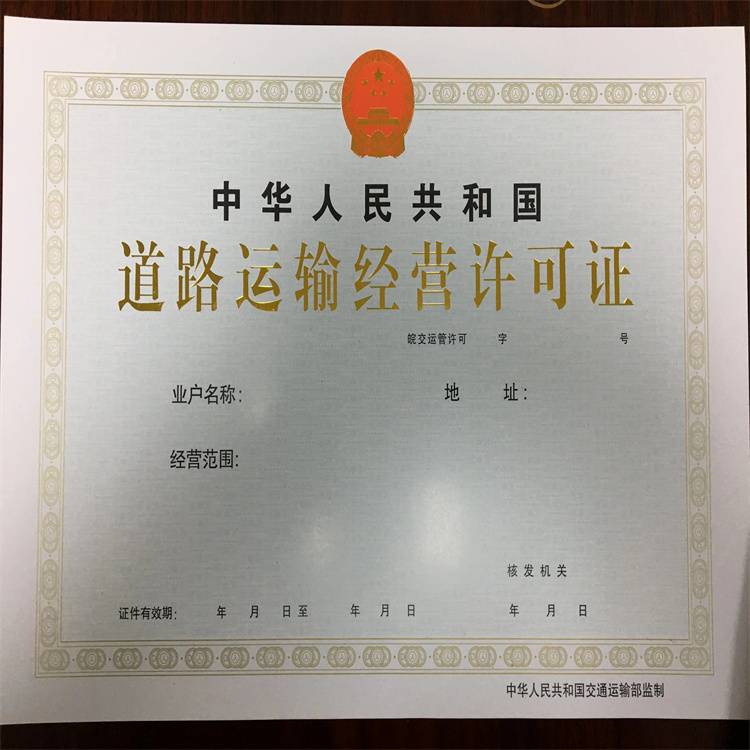 中华人民共和国
道路运输经营许可证
皖交运管许可 字 号
业户名称： 地 址：
经营范围：
核发机关
证件有效期： 年 月 日至 年 月 日 年 月 日
中华人民共和国交通运输部监制